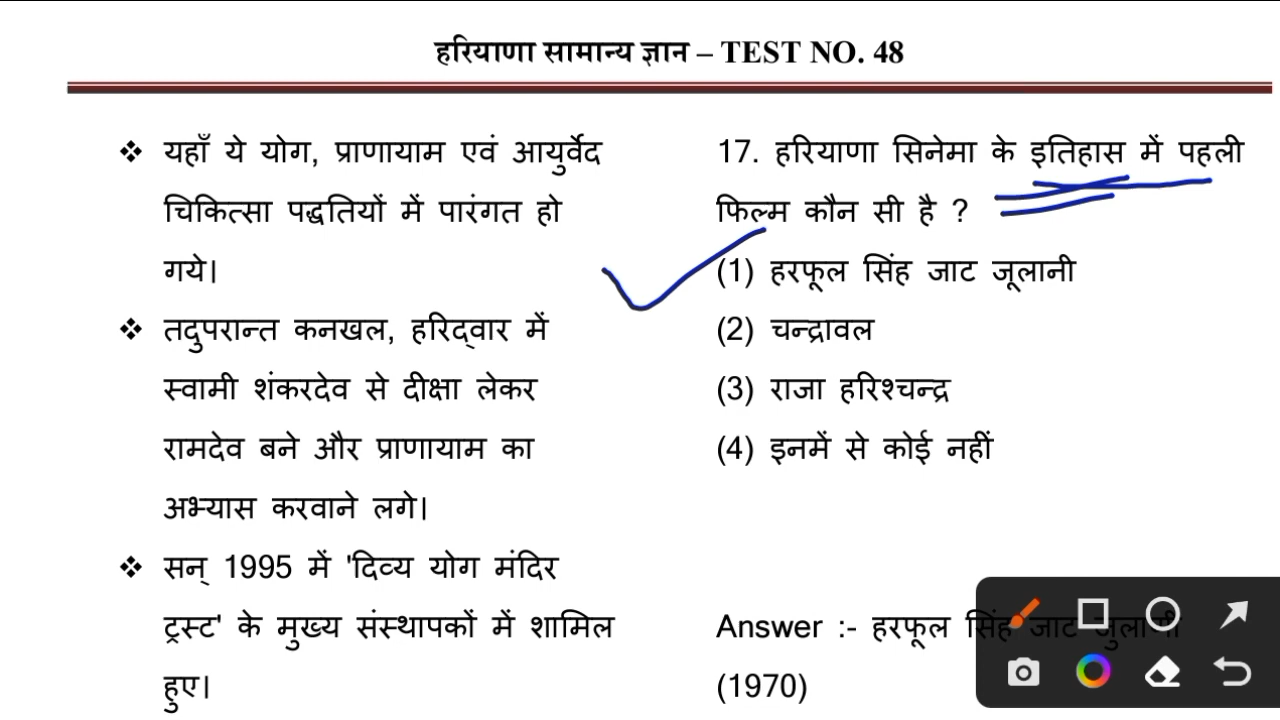 हरियाणा सामान्य ज्ञान – TEST NO. 48
❖ यहाँ ये योग, प्राणायाम एवं आयुर्वेद
चिकित्सा पद्धतियों में पारंगत हो
गये।
❖ तदुपरान्त कनखल, हरिद्वार में
स्वामी शंकरदेव से दीक्षा लेकर
रामदेव बने और प्राणायाम का
अभ्यास करवाने लगे।
❖ सन् 1995 में 'दिव्य योग मंदिर
ट्रस्ट' के मुख्य संस्थापकों में शामिल
हुए।
17. हरियाणा सिनेमा के इतिहास में पहली
फिल्म कौन सी है ?
(1) हरफूल सिंह जाट जूलानी
(2) चन्द्रावल
(3) राजा हरिश्चन्द्र
(4) इनमें से कोई नहीं
Answer :- हरफूल सिंह जाट जुलानी
(1970)